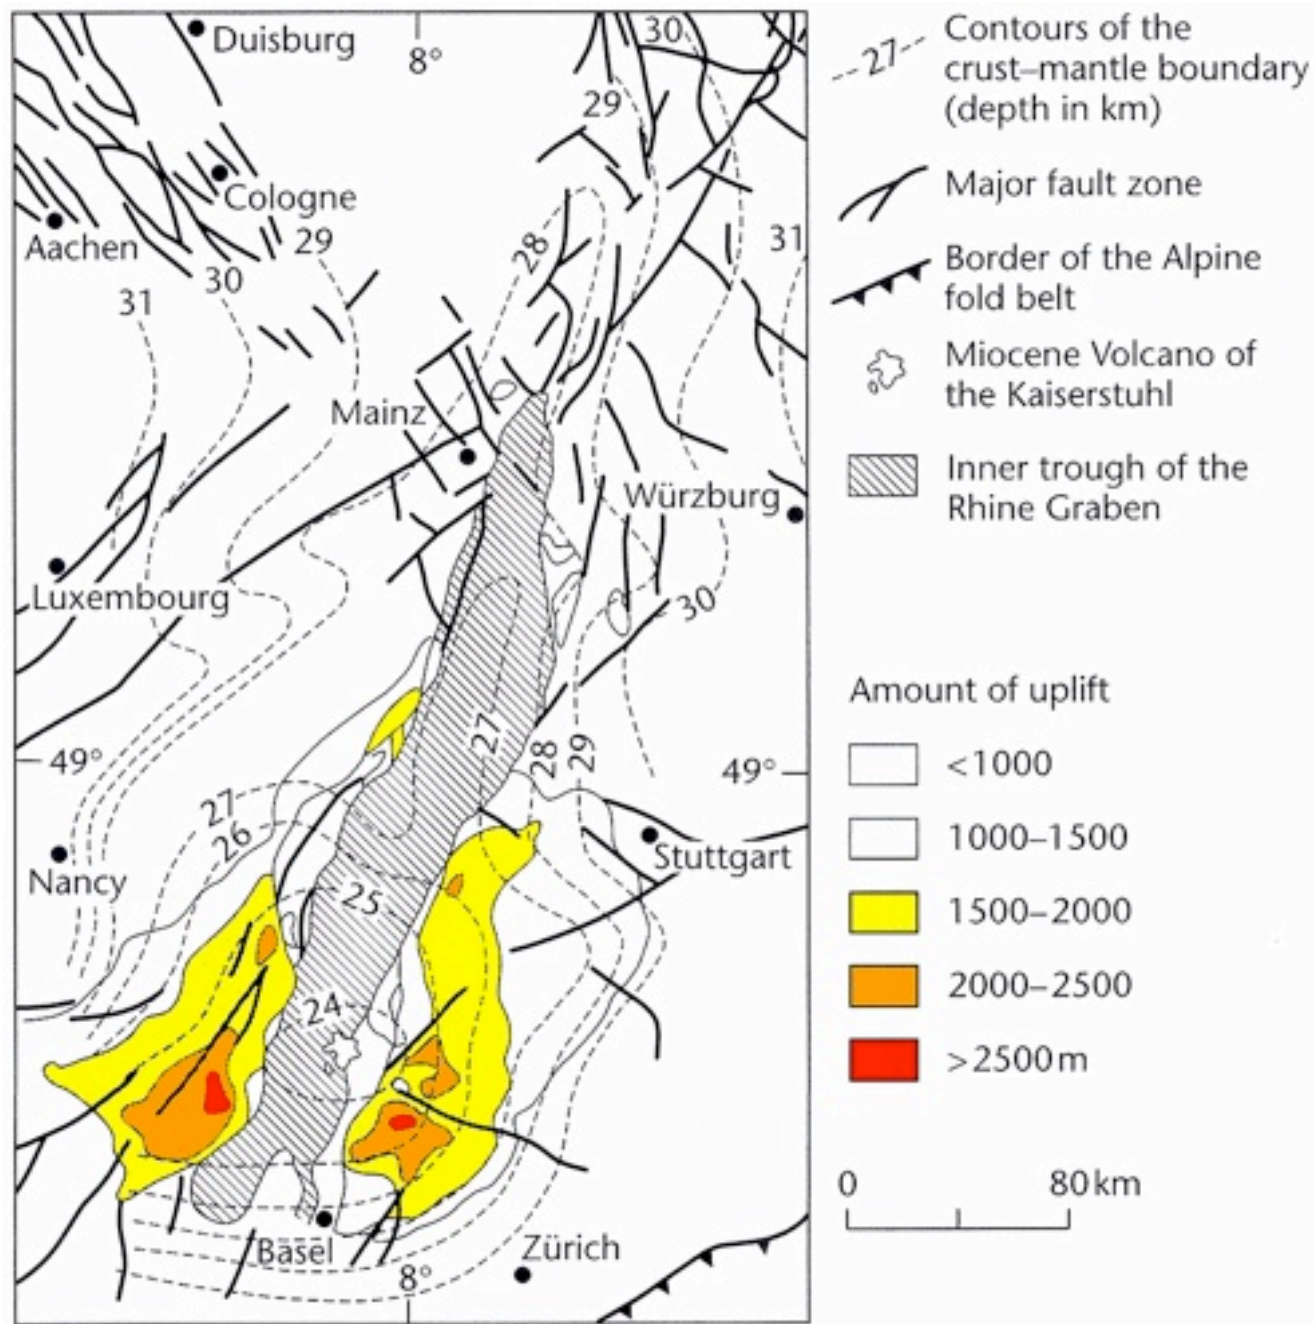 Duisburg
8°
30
29
Cologne
Aachen
29
30
31
28
31
Mainz
Würzburg
Luxembourg
30
49°
27
28
29
49°
27
26
Stuttgart
Nancy
25
24
Basel
Zürich
8°
27
Contours of the
crust–mantle boundary
(depth in km)
Major fault zone
Border of the Alpine
fold belt
Miocene Volcano of
the Kaiserstuhl
Inner trough of the
Rhine Graben
Amount of uplift
<1000
1000–1500
1500–2000
2000–2500
>2500 m
0 80 km